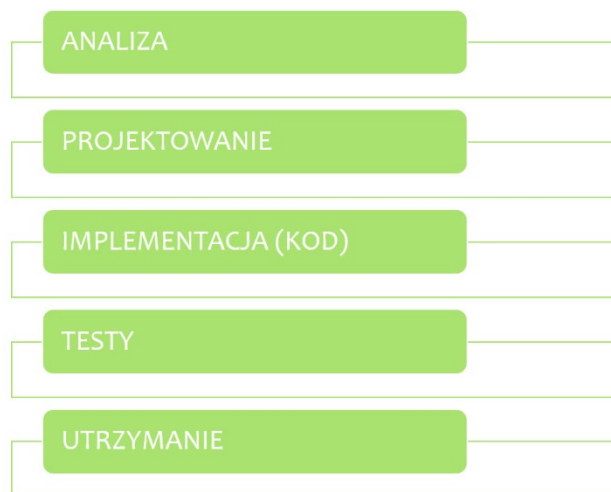 ANALIZA
PROJEKTOWANIE
IMPLEMENTACJA (KOD)
TESTY
UTRZYMANIE